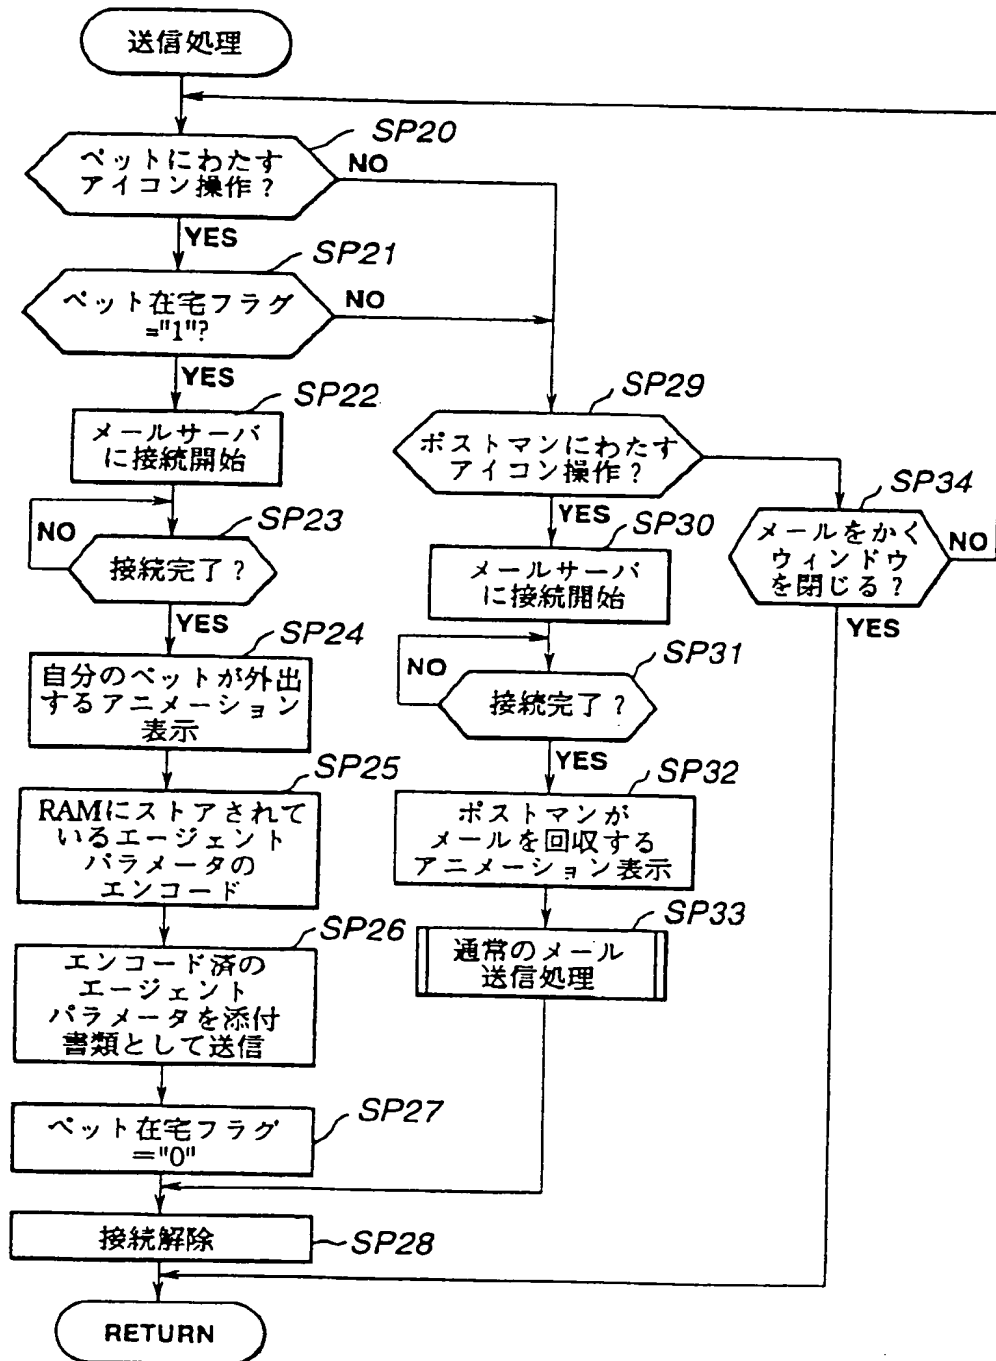 送信処理
SP20
ペットにわたす
アイコン操作?
NO
YES
SP21
ペット在宅フラグ
="1"?
NO
YES
SP22
メールサーバ
に接続開始
SP23
NO
接続完了?
YES
SP24
自分のペットが外出
するアニメーション
表示
SP25
RAMにストアされて
いるエージェント
パラメータの
エンコード
SP26
エンコード済の
エージェント
パラメータを添付
書類として送信
SP27
ペット在宅フラグ
="0"
接続解除
SP28
RETURN
SP29
ポストマンにわたす
アイコン操作?
YES
SP30
メールサーバ
に接続開始
SP31
NO
接続完了?
YES
SP32
ポストマンが
メールを回収する
アニメーション表示
SP33
通常のメール
送信処理
SP34
メールをかく
ウィンドウ
を閉じる?
NO
YES